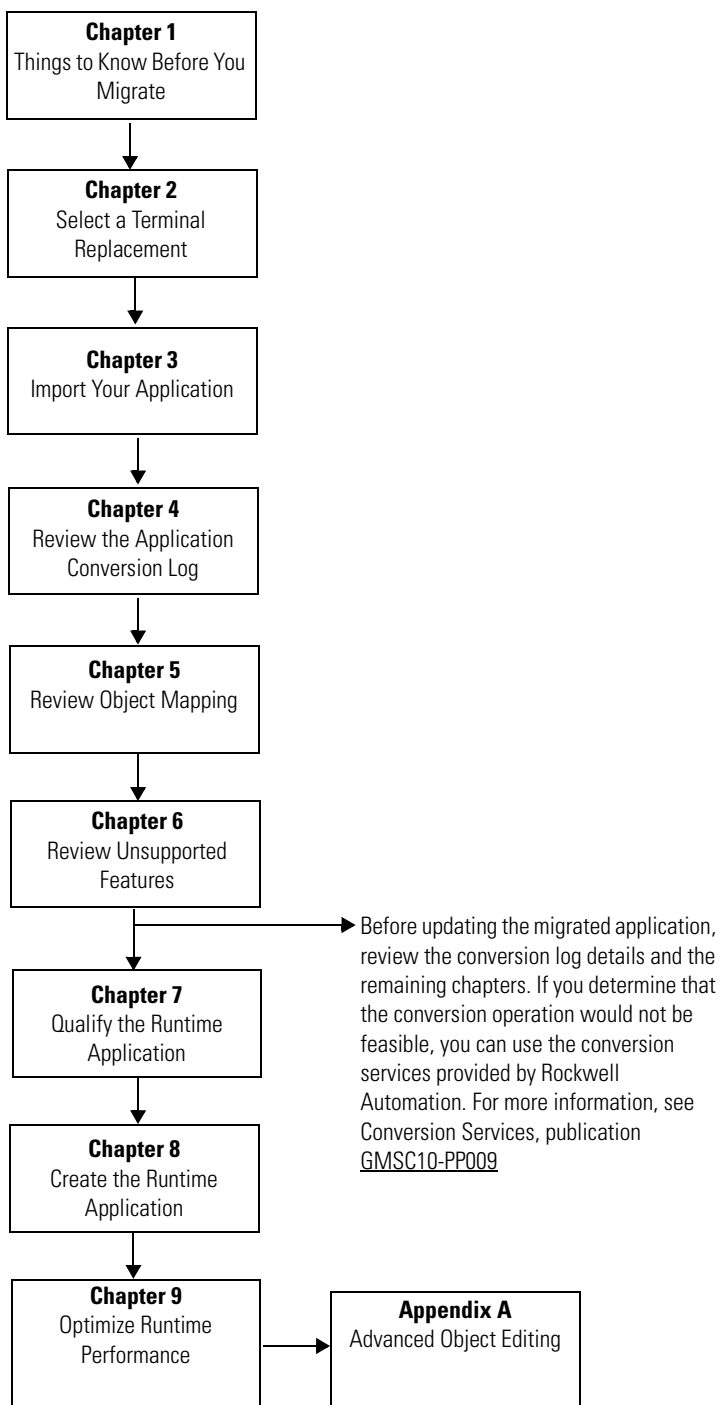 Chapter 1
Things to Know Before You
Migrate
Chapter 2
Select a Terminal
Replacement
Chapter 3
Import Your Application
Chapter 4
Review the Application
Conversion Log
Chapter 5
Review Object Mapping
Chapter 6
Review Unsupported
Features
Before updating the migrated application,
review the conversion log details and the
remaining chapters. If you determine that
the conversion operation would not be
feasible, you can use the conversion
services provided by Rockwell
Automation. For more information, see
Conversion Services, publication
GMSC10-PP009
Chapter 7
Qualify the Runtime
Application
Chapter 8
Create the Runtime
Application
Chapter 9
Optimize Runtime
Performance
Appendix A
Advanced Object Editing